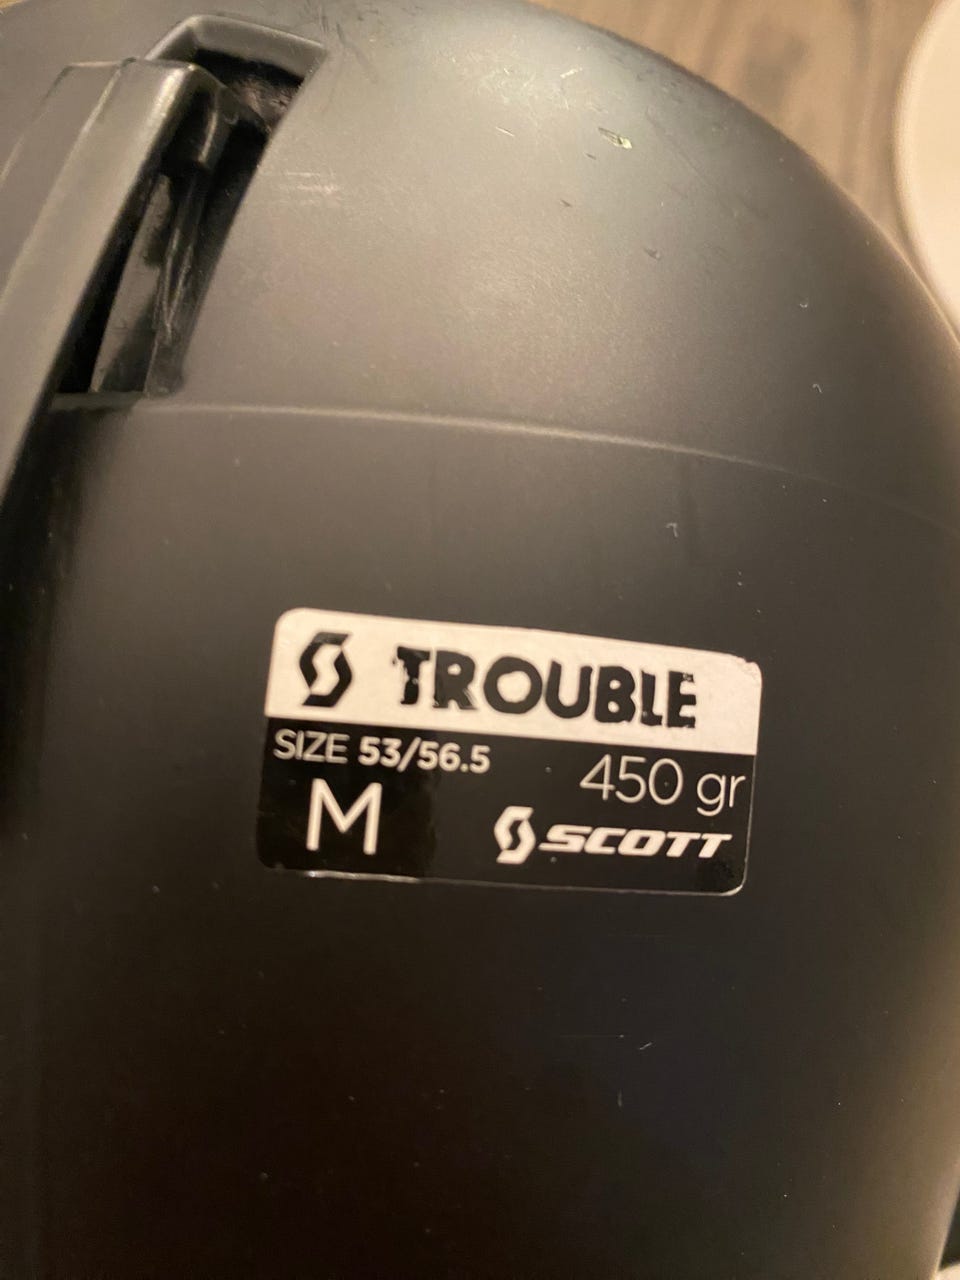 TROUBLE
SIZE 53/56.5
450 gr
M
SCOTT